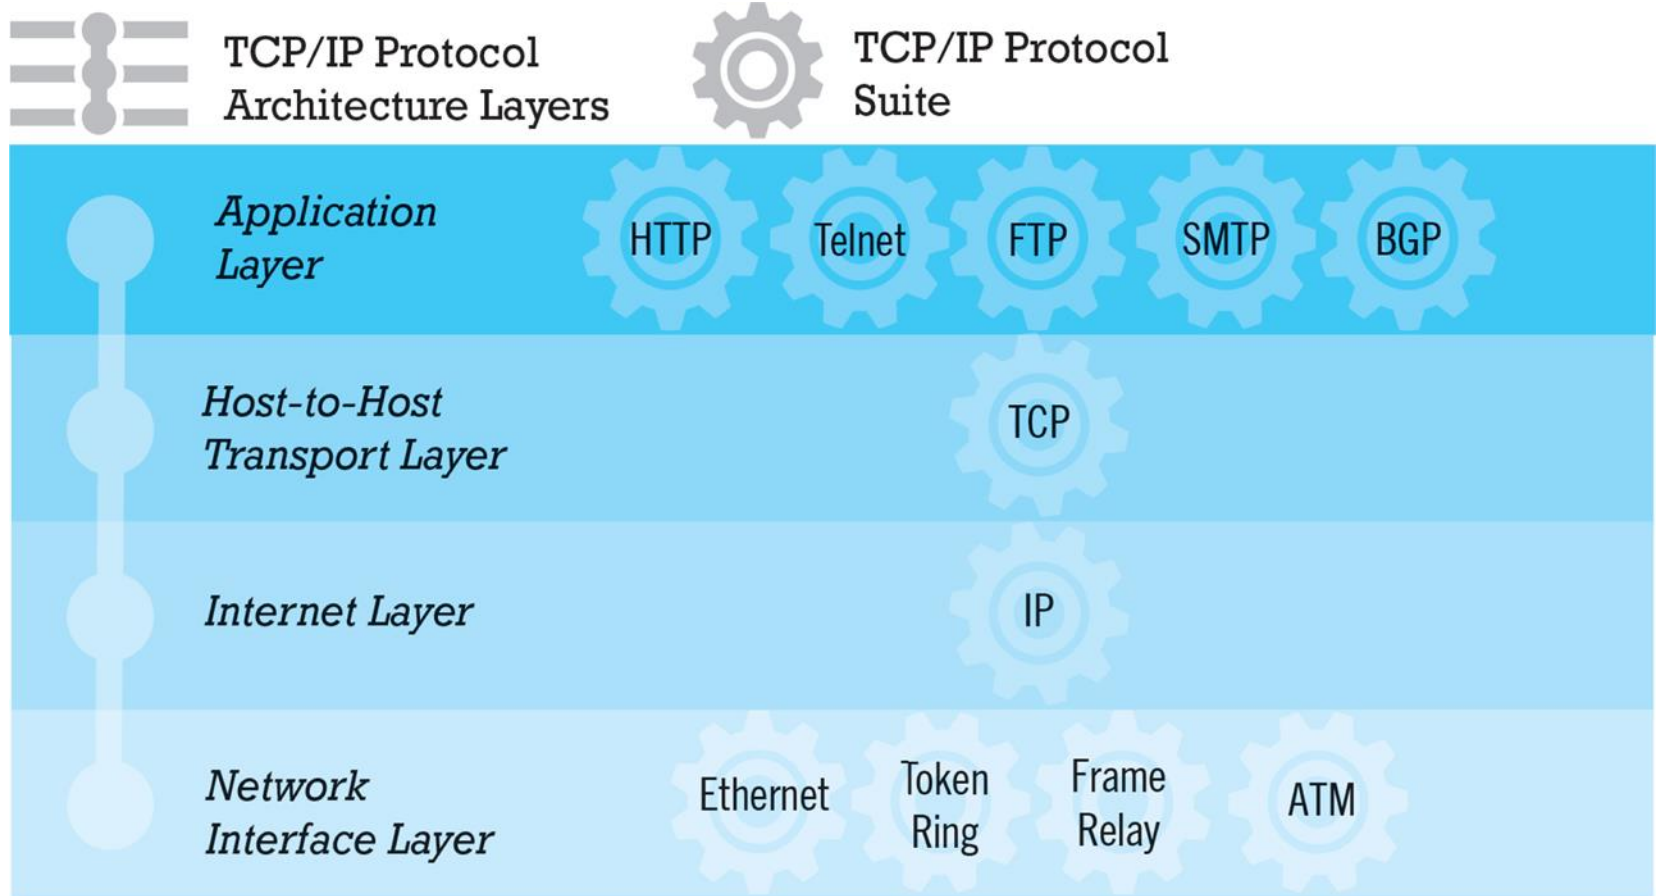 TCP/IP Protocol
Architecture Layers
TCP/IP Protocol
Suite
Application
Layer
HTTP
Telnet
FTP
SMTP
BGP
Host-to-Host
Transport Layer
TCP
Internet Layer
IP
Network
Interface Layer
Ethernet
Token
Ring
Frame
Relay
ATM